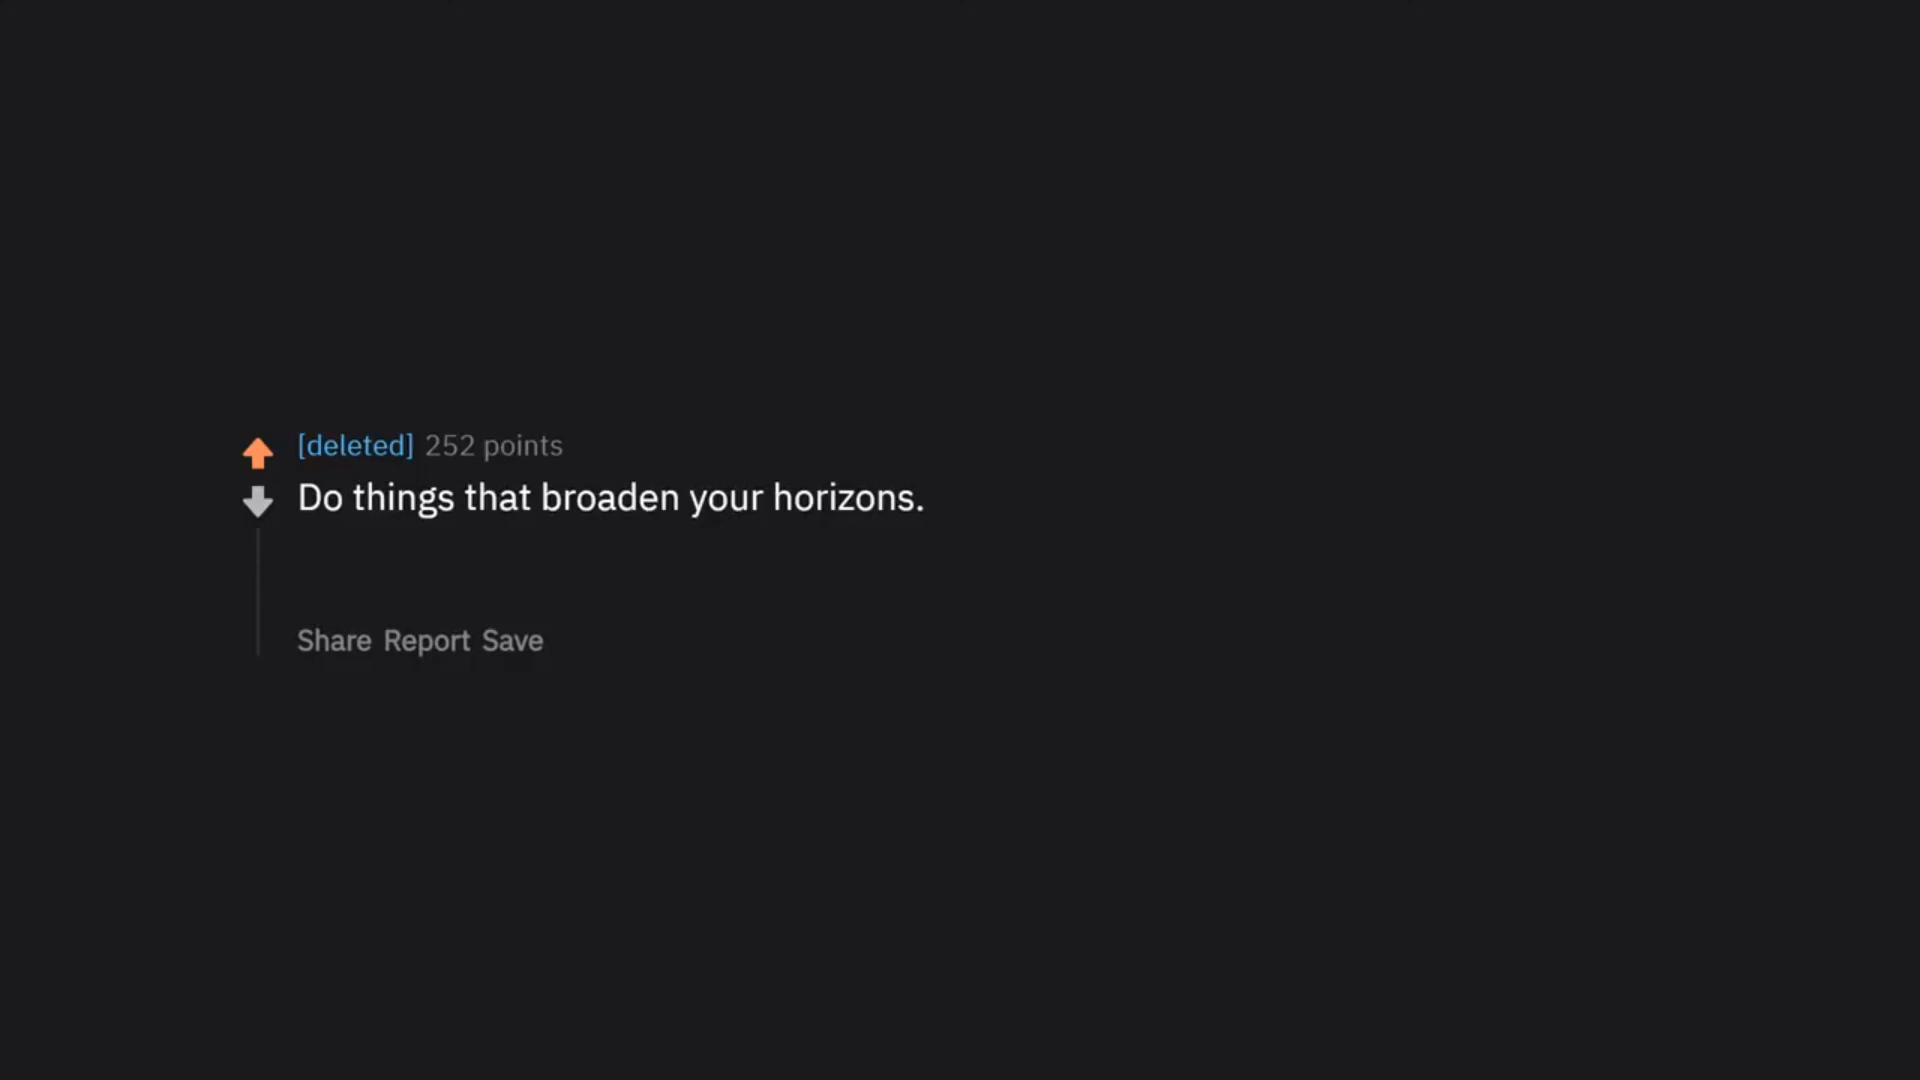 [deleted] 252 points
Do things that broaden your horizons.
Share Report Save